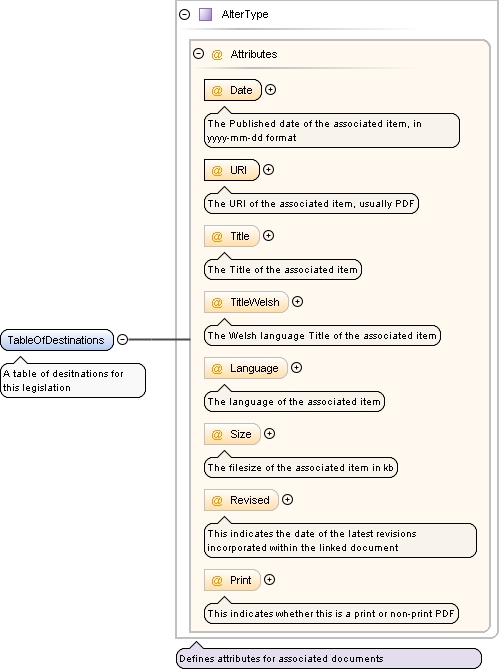 AlterType
@ Attributes
@ Date
The Published date of the associated item, in
yyyy-mm-dd format
@ URI
The URI of the associated item, usually PDF
@ Title
The Title of the associated item
@ TitleWelsh
The Welsh language Title of the associated item
TableOfDestinations
A table of desitnations for
this legislation
@ Language
The language of the associated item
@ Size
The filesize of the associated item in kb
@ Revised
This indicates the date of the latest revisions
incorporated within the linked document
@ Print
This indicates whether this is a print or non-print PDF
Defines attributes for associated documents